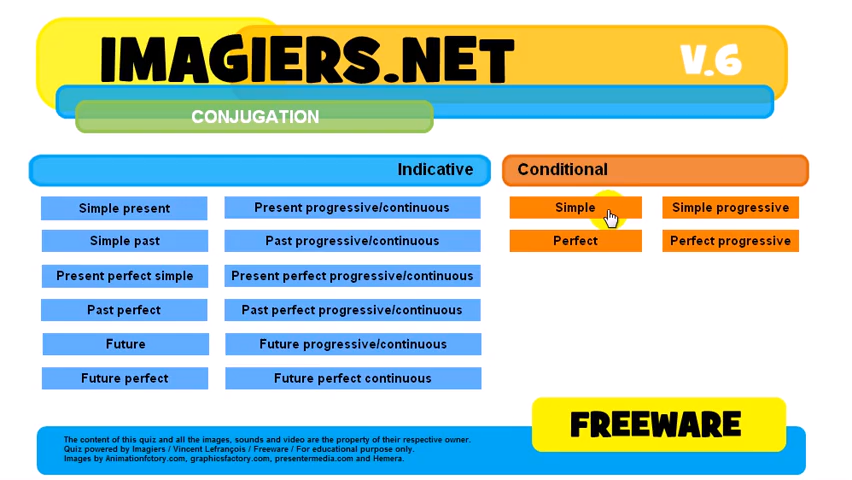 IMAGIERS.NET
V.6
CONJUGATION
Indicative
Conditional
Simple present
Present progressive/continuous
Simple
Simple progressive
Simple past
Past progressive/continuous
Perfect
Perfect progressive
Present perfect simple
Present perfect progressive/continuous
Past perfect
Past perfect progressive/continuous
Future
Future progressive/continuous
Future perfect
Future perfect continuous
FREEWARE
The content of this quiz and all the images, sounds and video are the property of their respective owner.
Quiz powered by Imagiers / Vincent Lefrançois / Freeware / For educational purpose only.
Images by Animationfotory.com, graphicsfactory.com, presentermedia.com and Hemera.